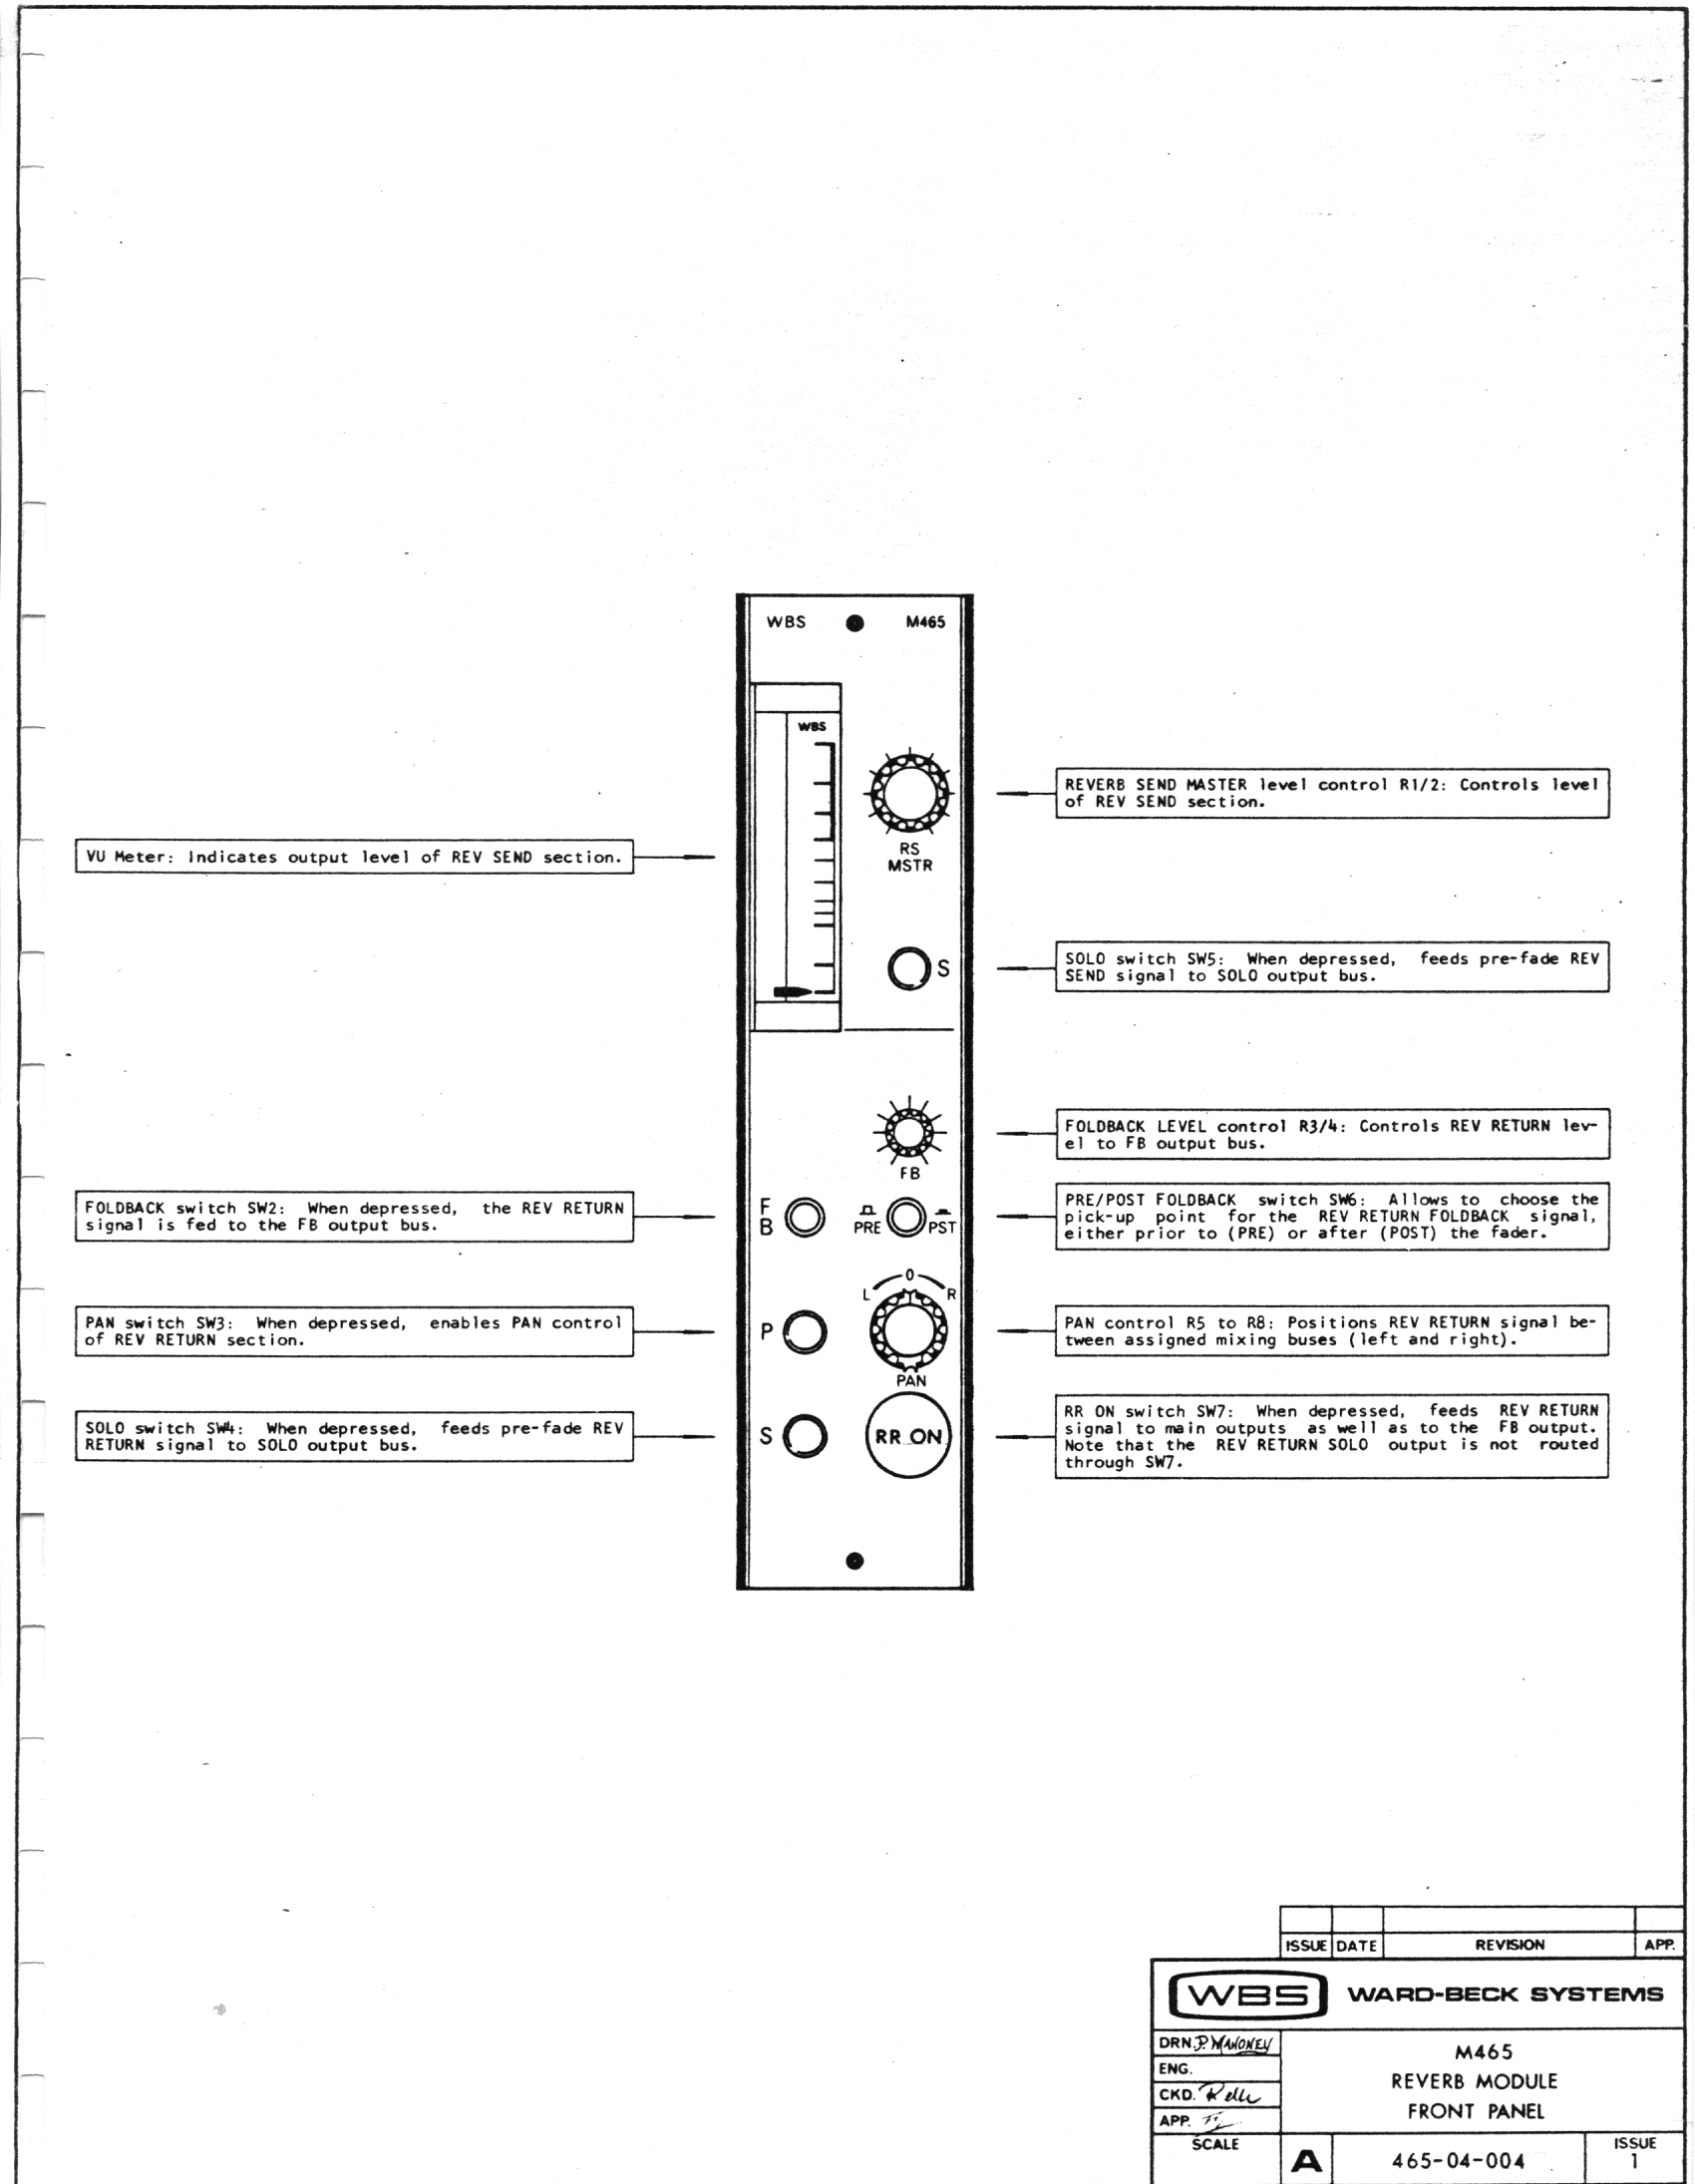 WBS M465
WBS
RS
MSTR
S
FB
F
B
PRE PST
L 0 R
P
PAN
S
RR ON
VU Meter: Indicates output level of REV SEND section.
FOLDBACK switch SW2: When depressed, the REV RETURN
signal is fed to the FB output bus.
PAN switch SW3: When depressed, enables PAN control
of REV RETURN section.
SOLO switch SW4: When depressed, feeds pre-fade REV
RETURN signal to SOLO output bus.
REVERB SEND MASTER level control R1/2: Controls level
of REV SEND section.
SOLO switch SW5: When depressed, feeds pre-fade REV
SEND signal to SOLO output bus.
FOLDBACK LEVEL control R3/4: Controls REV RETURN lev-
el to FB output bus.
PRE/POST FOLDBACK switch SW6: Allows to choose the
pick-up point for the REV RETURN FOLDBACK signal,
either prior to (PRE) or after (POST) the fader.
PAN control R5 to R8: Positions REV RETURN signal be-
tween assigned mixing buses (left and right).
RR ON switch SW7: When depressed, feeds REV RETURN
signal to main outputs as well as to the FB output.
Note that the REV RETURN SOLO output is not routed
through SW7.
ISSUE DATE REVISION APP.
WBS WARD-BECK SYSTEMS
DRN. P. MAHONEY
ENG.
CKD.
APP.
M465
REVERB MODULE
FRONT PANEL
SCALE
A
465-04-004
ISSUE
1